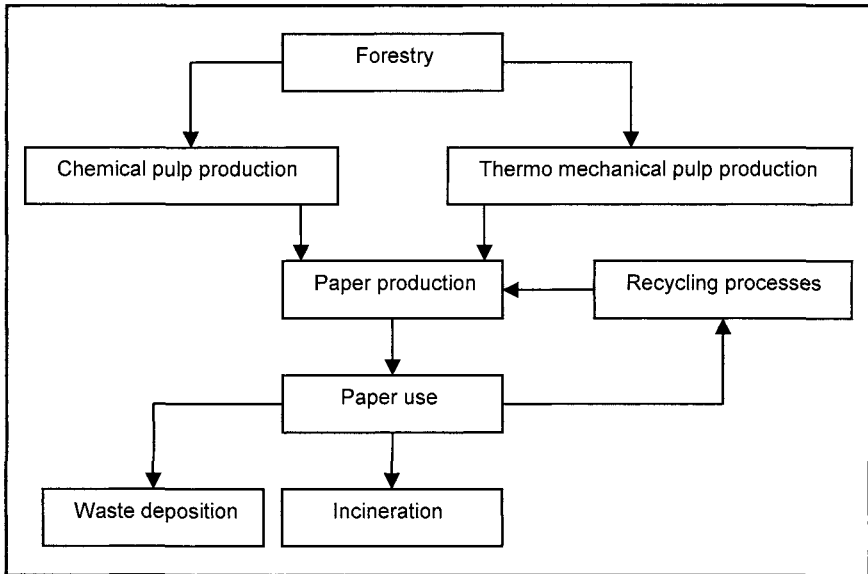 Forestry
Chemical pulp production
Thermo mechanical pulp production
Paper production
Recycling processes
Paper use
Waste deposition
Incineration